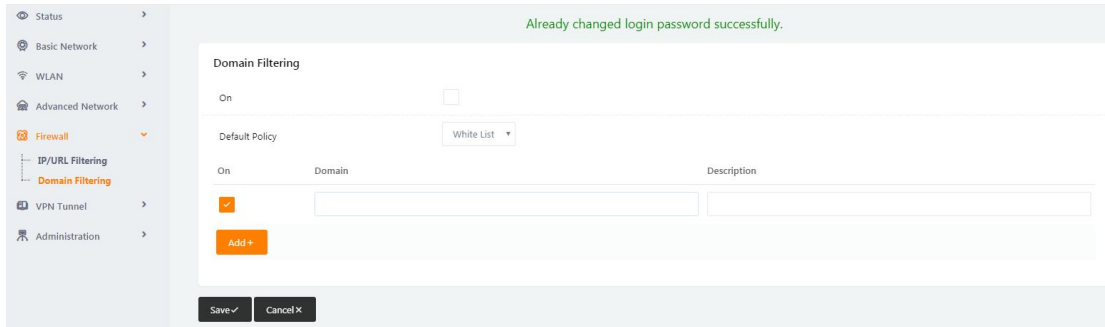 Status
Basic Network
WLAN
Advanced Network
Firewall
IP/URL Filtering
Domain Filtering
VPN Tunnel
Administration
Already changed login password successfully.
Domain Filtering
On
Default Policy White List
On Domain Description
Add+
Save Cancel